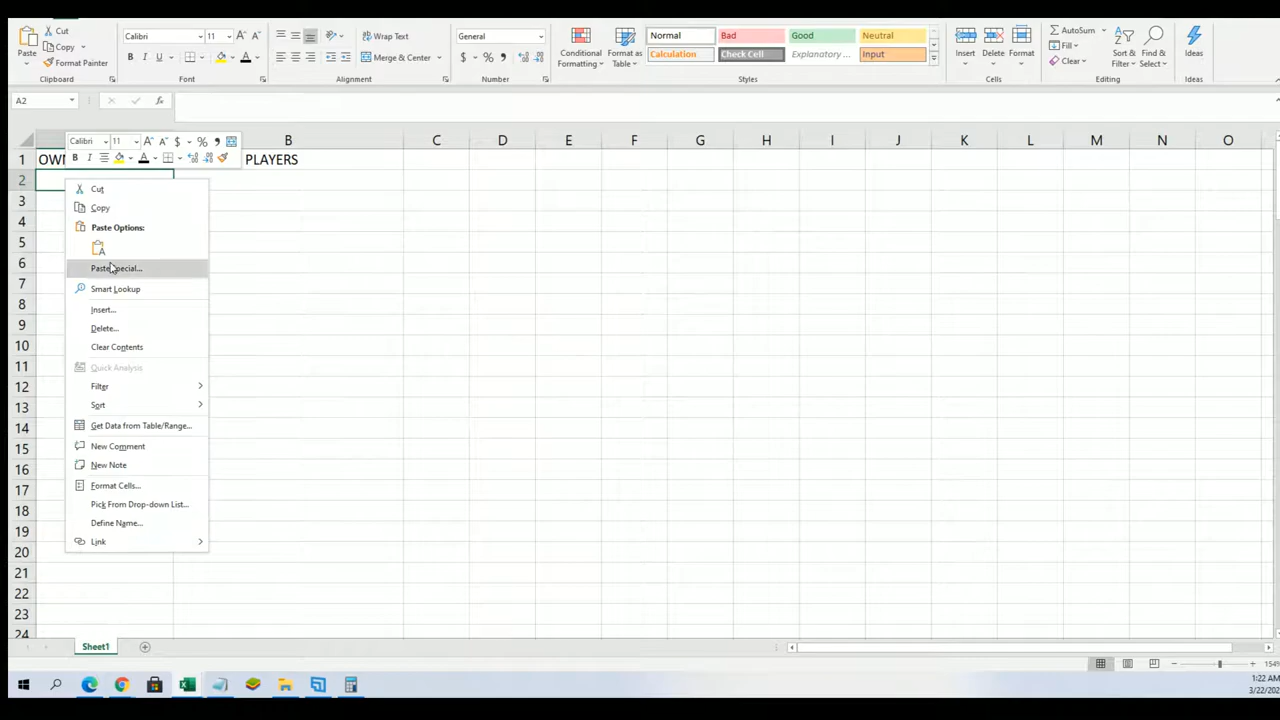 Cut
Copy
Format Painter
Paste
Clipboard
Calibri 11
B I U
Font
Wrap Text
Merge & Center
Alignment
General
$ % ,
Number
Conditional Formatting
Format as Table
Normal Bad Good Neutral
Calculation Check Cell Explanatory ... Input
Styles
Insert Delete Format
Cells
AutoSum
Fill
Clear
Sort & Filter
Find & Select
Editing
Ideas
Ideas
A2
fx
Calibri 11 A A $ % ,
B I A
B C D E F G H I J K L M N O
1 OWN PLAYERS
2
3
4
5
6
7
8
9
10
11
12
13
14
15
16
17
18
19
20
21
22
23
24
Cut
Copy
Paste Options:
Paste Special...
Smart Lookup
Insert...
Delete...
Clear Contents
Quick Analysis
Filter
Sort
Get Data from Table/Range...
New Comment
New Note
Format Cells...
Pick From Drop-down List...
Define Name...
Link
Sheet1
154%
1:22 AM
3/22/202